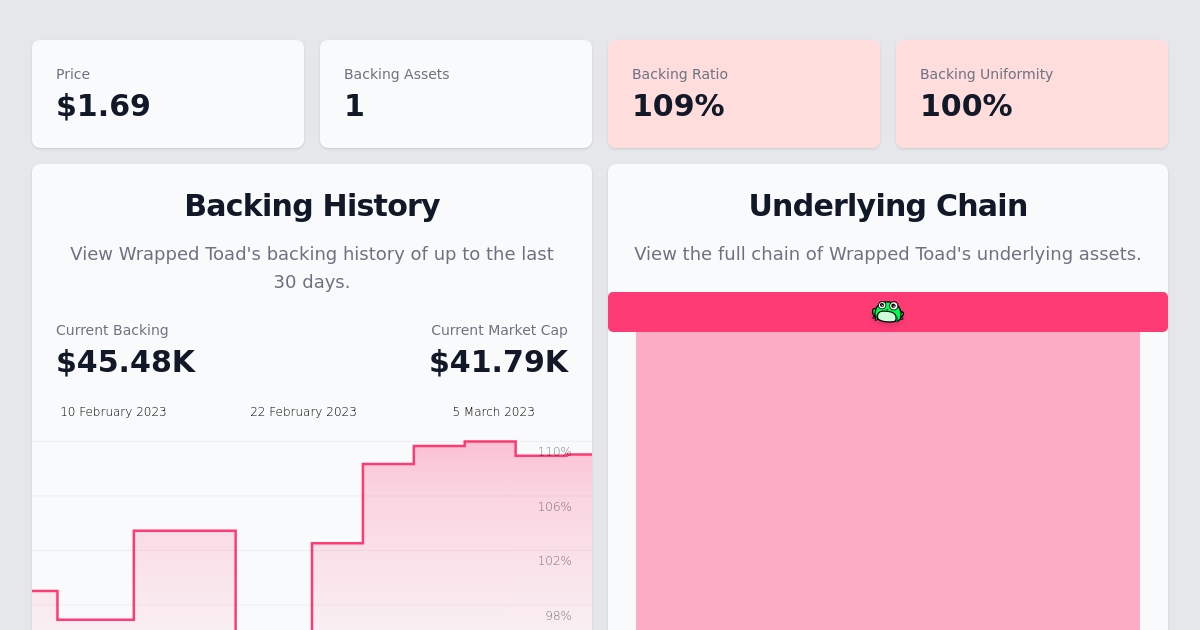 Price
$1.69
Backing Assets
1
Backing Ratio
109%
Backing Uniformity
100%
Backing History
View Wrapped Toad's backing history of up to the last
30 days.
Current Backing
$45.48K
Current Market Cap
$41.79K
10 February 2023
22 February 2023
5 March 2023
110%
106%
102%
98%
Underlying Chain
View the full chain of Wrapped Toad's underlying assets.